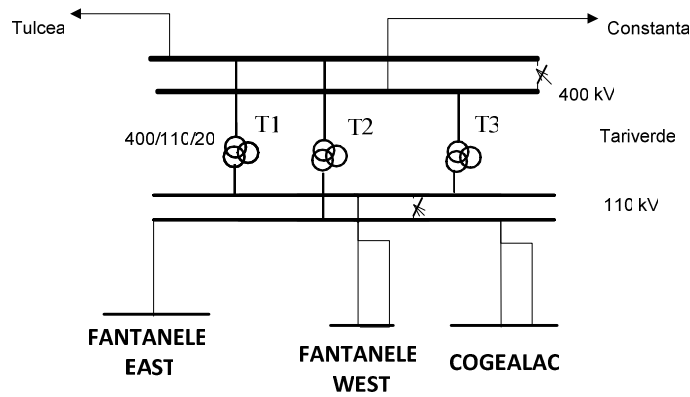 Tulcea
Constanta
400 kV
400/110/20
T1
T2
T3
Tariverde
110 kV
FANTANELE
EAST
FANTANELE
WEST
COGEALAC